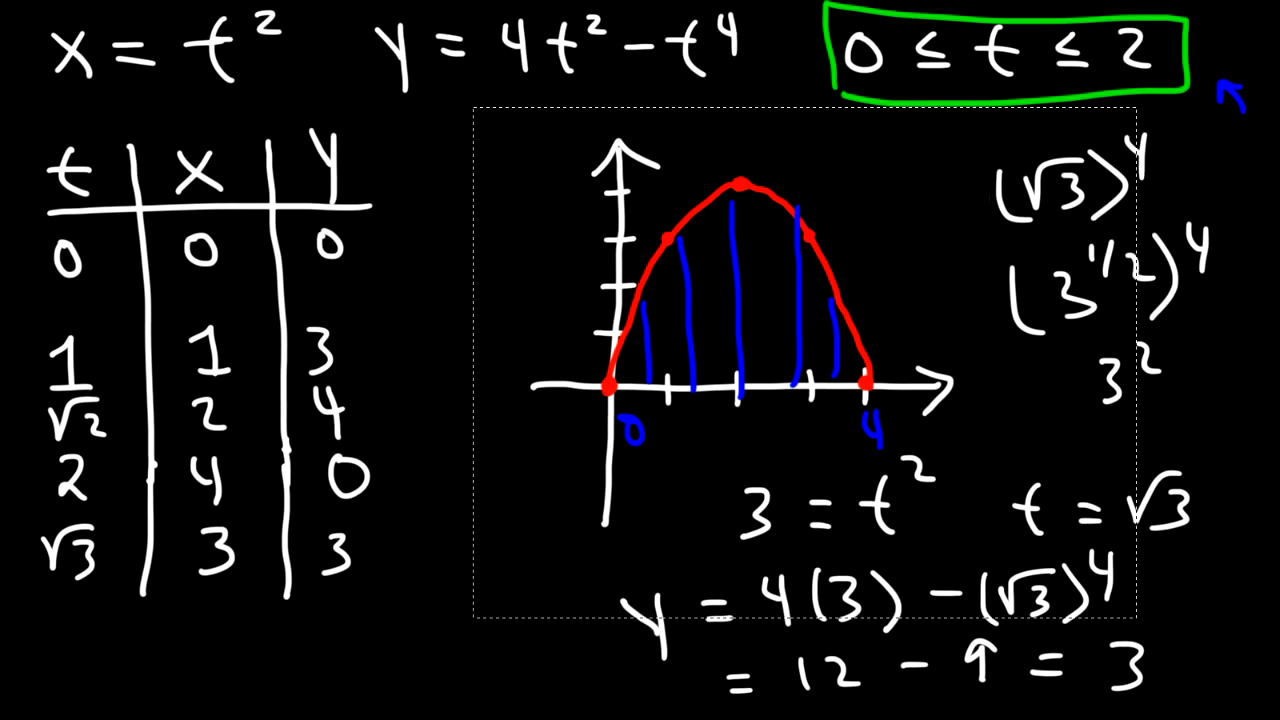 x = t² y = 4t² - t⁴ 0 ≤ t ≤ 2
t x y
0 0 0
1 1 3
√2 2 4
2 4 0
√3 3 3
0 4
(√3)⁴
(3^{1/2})⁴
3²
3 = t² t = √3
y = 4(3) - (√3)⁴
= 12 - 9 = 3